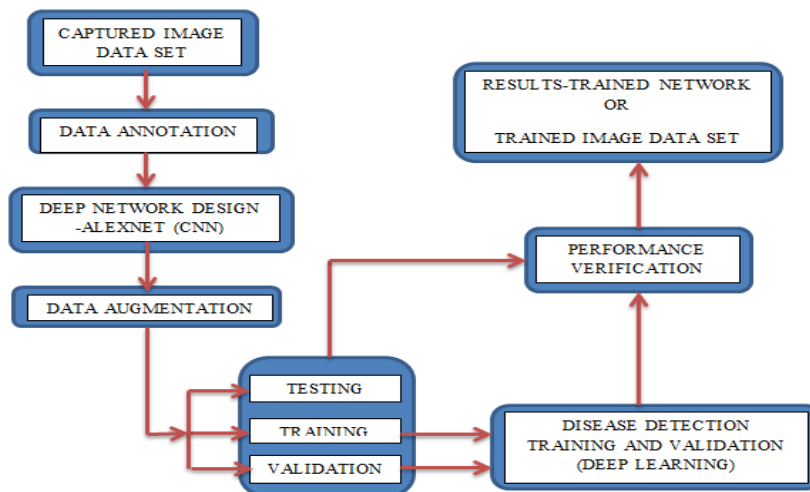 CAPTURED IMAGE
DATA SET
DATA ANNOTATION
DEEP NETWORK DESIGN
-ALEXNET (CNN)
DATA AUGMENTATION
TESTING
TRAINING
VALIDATION
DISEASE DETECTION
TRAINING AND VALIDATION
(DEEP LEARNING)
PERFORMANCE
VERIFICATION
RESULTS-TRAINED NETWORK
OR
TRAINED IMAGE DATA SET